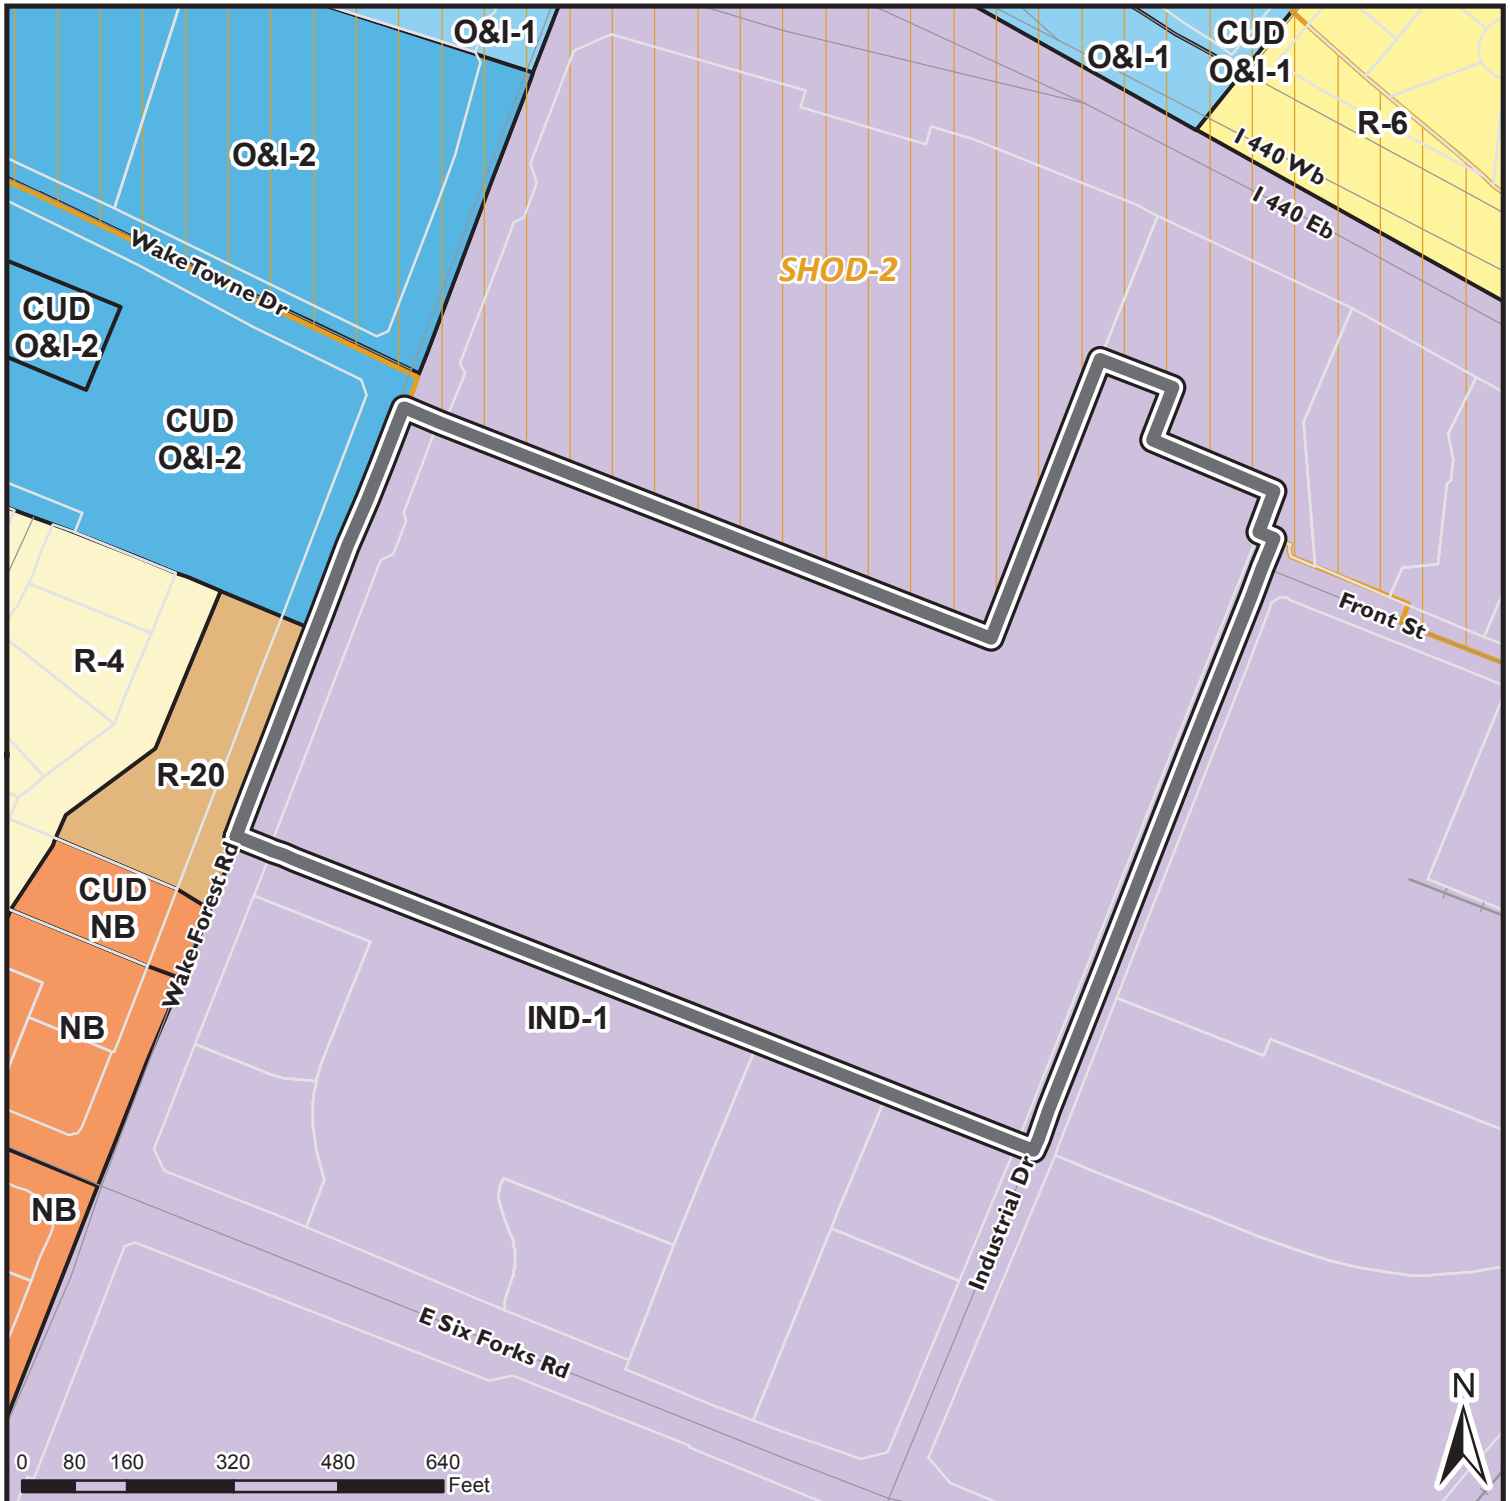 O&I-1
CUD
O&I-1
O&I-1
R-6
I 440 Wb
I 440 Eb
O&I-2
Wake Towne Dr
SHOD-2
CUD
O&I-2
CUD
O&I-2
Front St
R-4
R-20
CUD
NB
Wake Forest Rd
NB
IND-1
NB
Industrial Dr
E Six Forks Rd
N
0 80 160 320 480 640
Feet